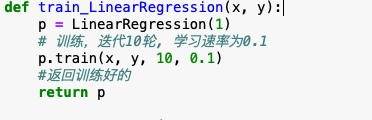 def train_LinearRegression(x, y):
    p = LinearRegression(1)
    # 训练，迭代10轮, 学习速率为0.1
    p.train(x, y, 10, 0.1)
    #返回训练好的
    return p